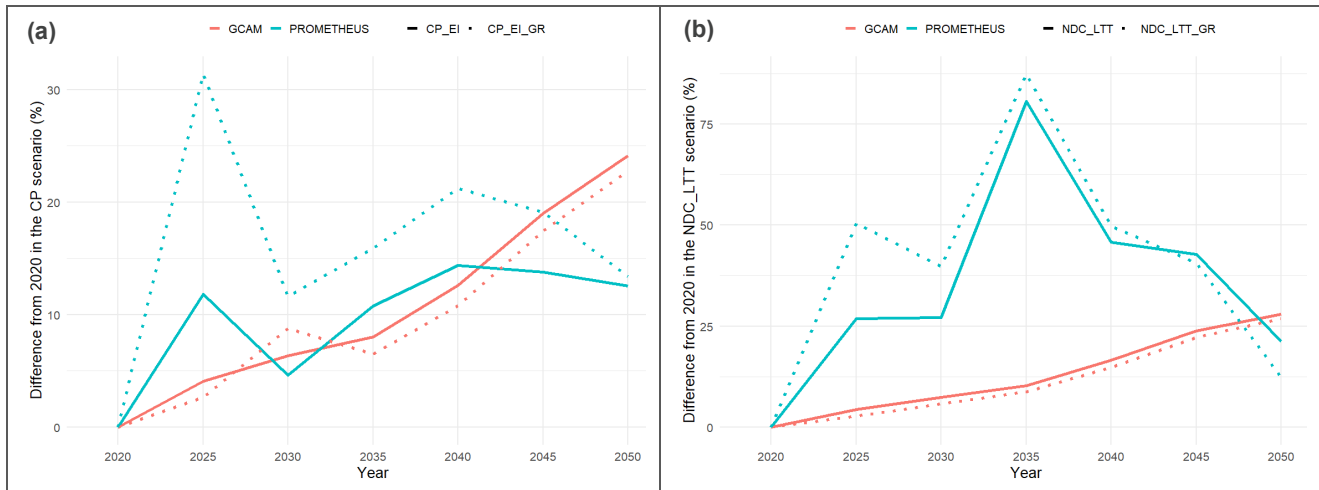 (a)
GCAM PROMETHEUS CP_EI CP_EI_GR
Difference from 2020 in the CP scenario (%)
30
20
10
0
2020 2025 2030 2035 2040 2045 2050
Year
(b)
GCAM PROMETHEUS NDC_LTT NDC_LTT_GR
Difference from 2020 in the NDC_LTT scenario (%)
75
50
25
0
2020 2025 2030 2035 2040 2045 2050
Year